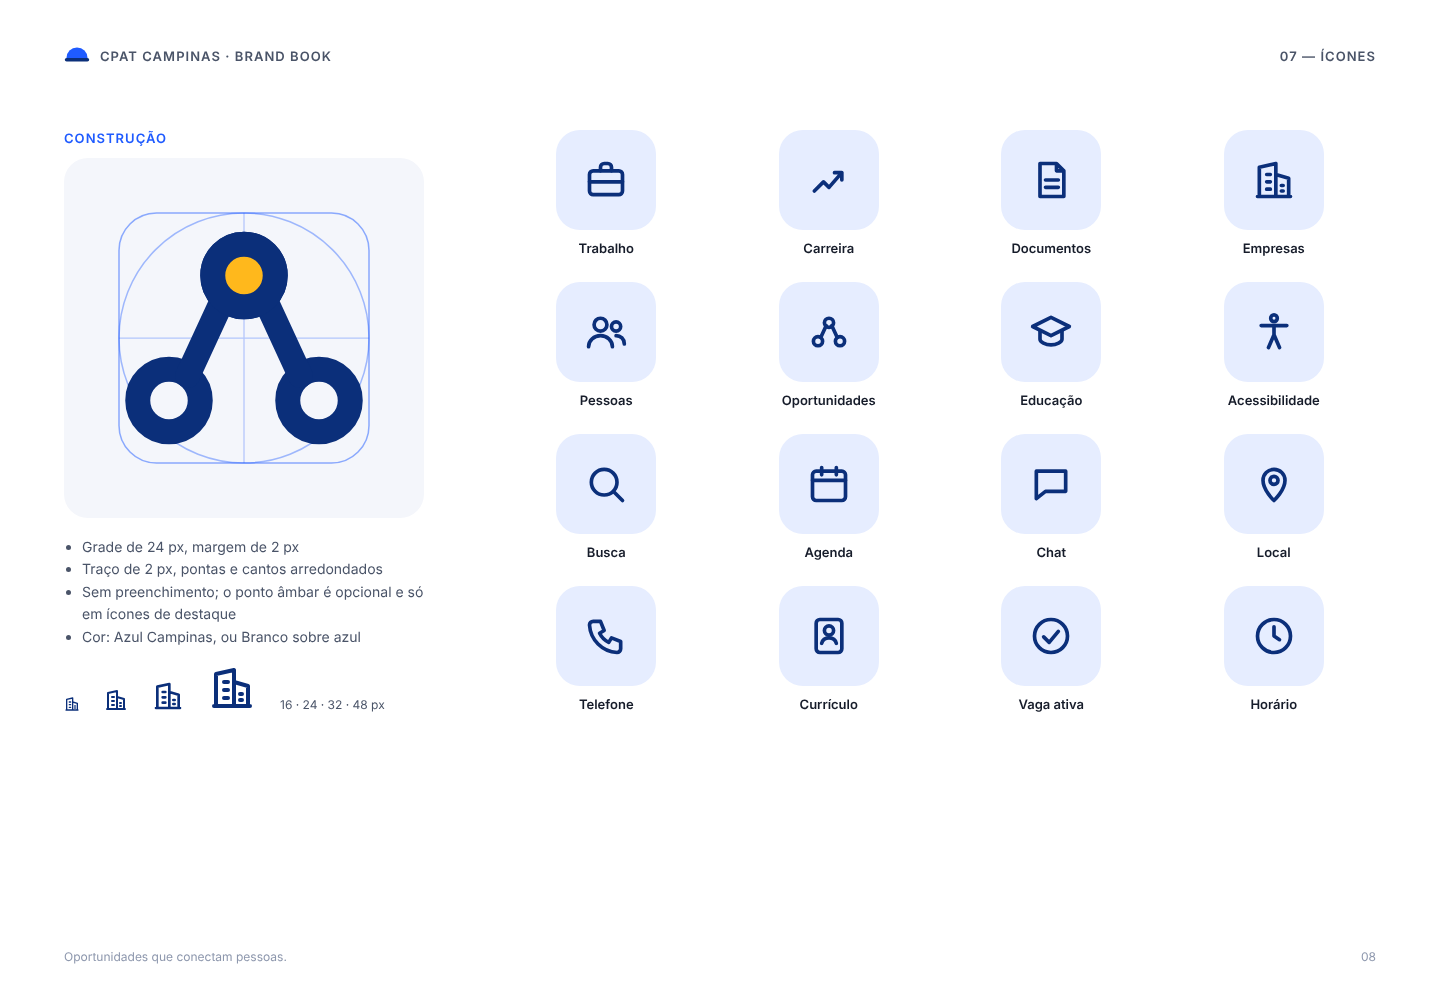 CPAT CAMPINAS · BRAND BOOK
07 — ÍCONES
CONSTRUÇÃO
Grade de 24 px, margem de 2 px
Traço de 2 px, pontas e cantos arredondados
Sem preenchimento; o ponto âmbar é opcional e só
em ícones de destaque
Cor: Azul Campinas, ou Branco sobre azul
16 · 24 · 32 · 48 px
Trabalho
Carreira
Documentos
Empresas
Pessoas
Oportunidades
Educação
Acessibilidade
Busca
Agenda
Chat
Local
Telefone
Currículo
Vaga ativa
Horário
Oportunidades que conectam pessoas.
08